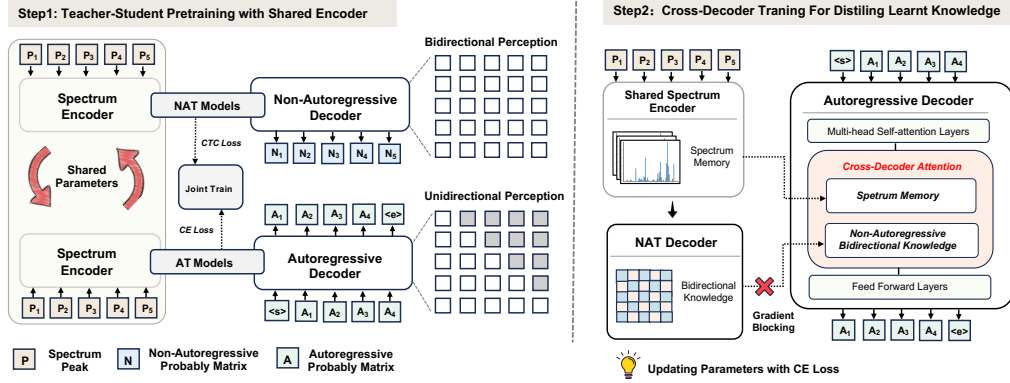 Step1: Teacher-Student Pretraining with Shared Encoder
P1 P2 P3 P4 P5
Spectrum
Encoder
NAT Models
Non-Autoregressive
Decoder
Bidirectional Perception
CTC Loss
N1 N2 N3 N4 N5
Shared
Parameters
Joint Train
CE Loss
Unidirectional Perception
A1 A2 A3 A4 <e>
Spectrum
Encoder
AT Models
Autoregressive
Decoder
P1 P2 P3 P4 P5
<s> A1 A2 A3 A4
P Spectrum
Peak
N Non-Autoregressive
Probably Matrix
A Autoregressive
Probably Matrix
Step2: Cross-Decoder Traning For Distiling Learnt Knowledge
P1 P2 P3 P4 P5
Shared Spectrum
Encoder
Spectrum
Memory
NAT Decoder
Bidirectional
Knowledge
Gradient
Blocking
<s> A1 A2 A3 A4
Autoregressive Decoder
Multi-head Self-attention Layers
Cross-Decoder Attention
Spetrum Memory
Non-Autoregressive
Bidirectional Knowledge
Feed Forward Layers
A1 A2 A3 A4 <e>
Updating Parameters with CE Loss